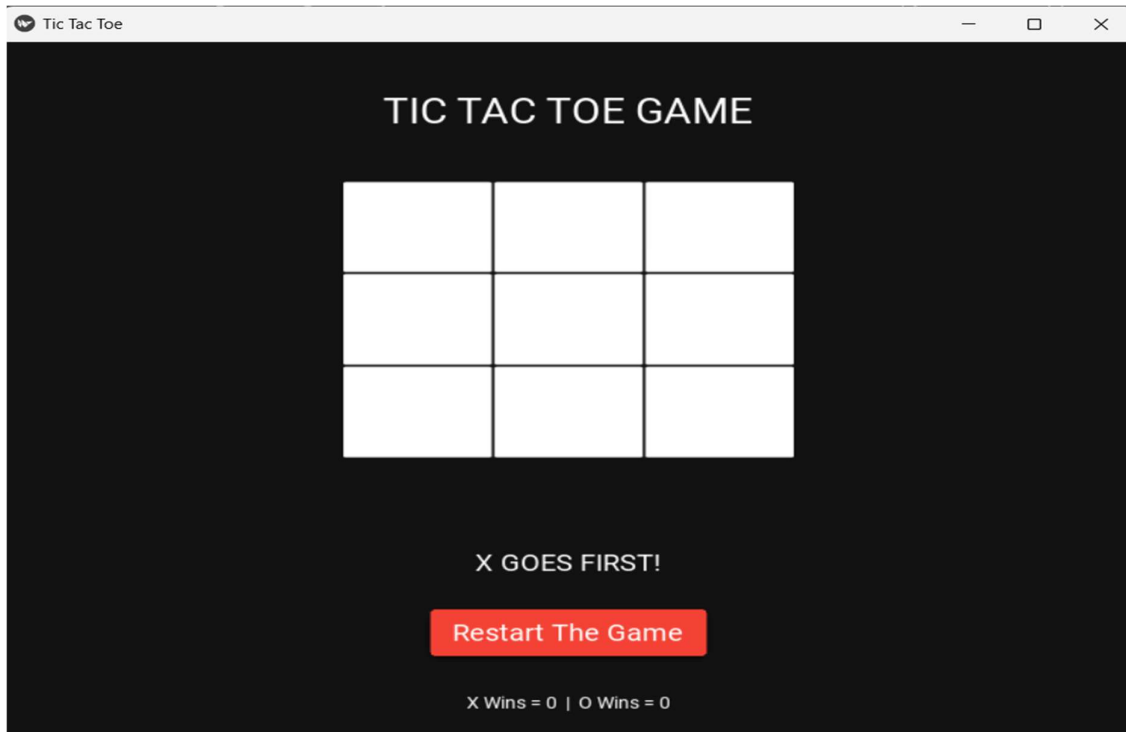 Tic Tac Toe
TIC TAC TOE GAME
X GOES FIRST!
Restart The Game
X Wins = 0 | O Wins = 0